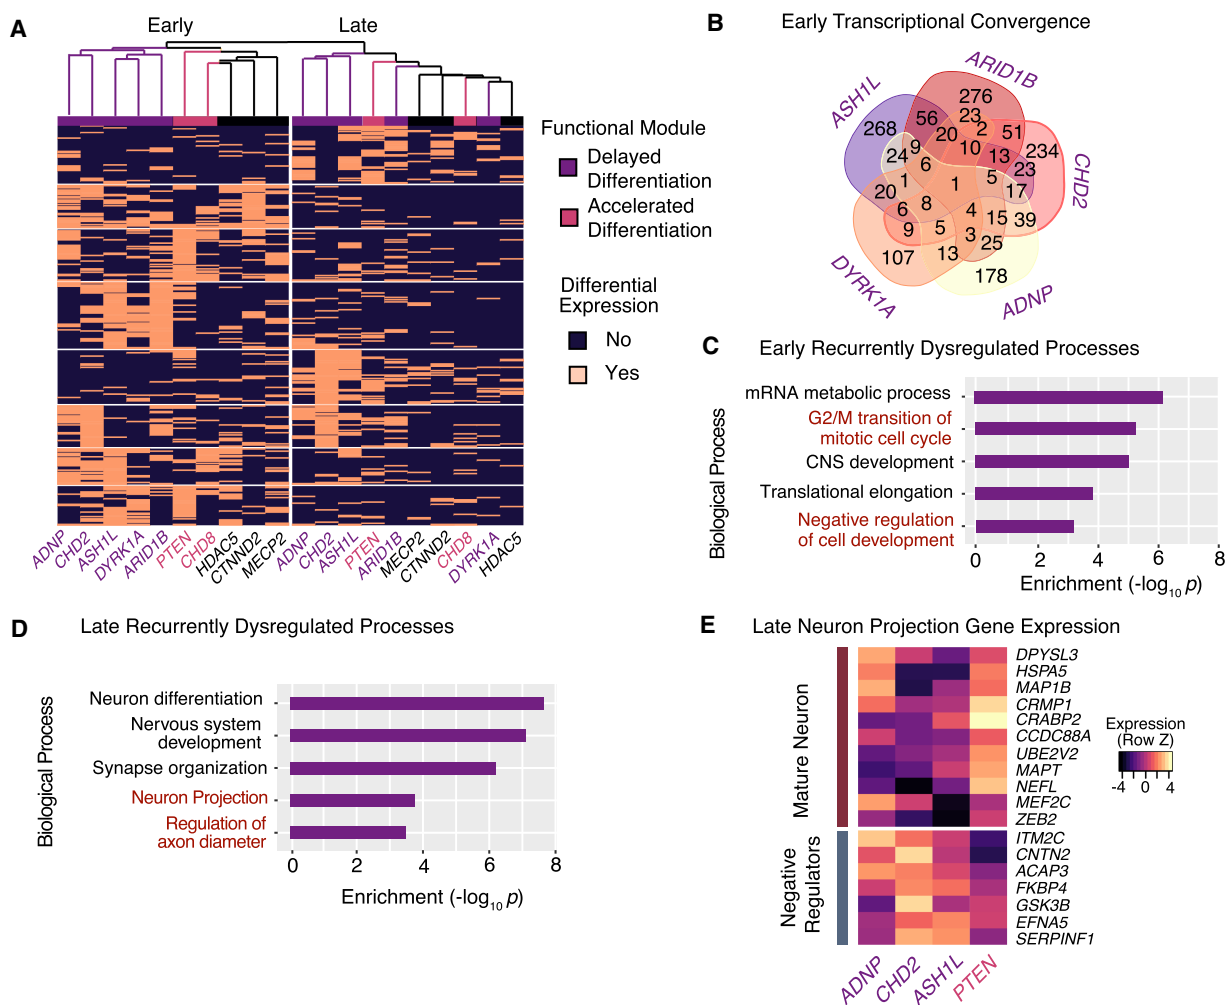 A
Early
Late
ADNP
CHD2
ASH1L
DYRK1A
ARID1B
PTEN
CHD8
HDAC5
CTNND2
MECP2
ADNP
CHD2
ASH1L
PTEN
ARID1B
MECP2
CTNND2
CHD8
DYRK1A
HDAC5
Functional Module
Delayed
Differentiation
Accelerated
Differentiation
Differential
Expression
No
Yes
B
Early Transcriptional Convergence
ASH1L
ARID1B
CHD2
ADNP
DYRK1A
276
23
2
268
56
20
10
51
234
9
13
23
24
6
5
17
1
1
20
8
6
4
15
39
9
5
3
25
107
13
178
C
Early Recurrently Dysregulated Processes
Biological Process
mRNA metabolic process
G2/M transition of
mitotic cell cycle
CNS development
Translational elongation
Negative regulation
of cell development
0 2 4 6 8
Enrichment (-log10 p)
D
Late Recurrently Dysregulated Processes
Biological Process
Neuron differentiation
Nervous system
development
Synapse organization
Neuron Projection
Regulation of
axon diameter
0 2 4 6 8
Enrichment (-log10 p)
E
Late Neuron Projection Gene Expression
Mature Neuron
Negative
Regulators
DPYSL3
HSPA5
MAP1B
CRMP1
CRABP2
CCDC88A
UBE2V2
MAPT
NEFL
MEF2C
ZEB2
ITM2C
CNTN2
ACAP3
FKBP4
GSK3B
EFNA5
SERPINF1
ADNP
CHD2
ASH1L
PTEN
Expression
(Row Z)
-4 0 4